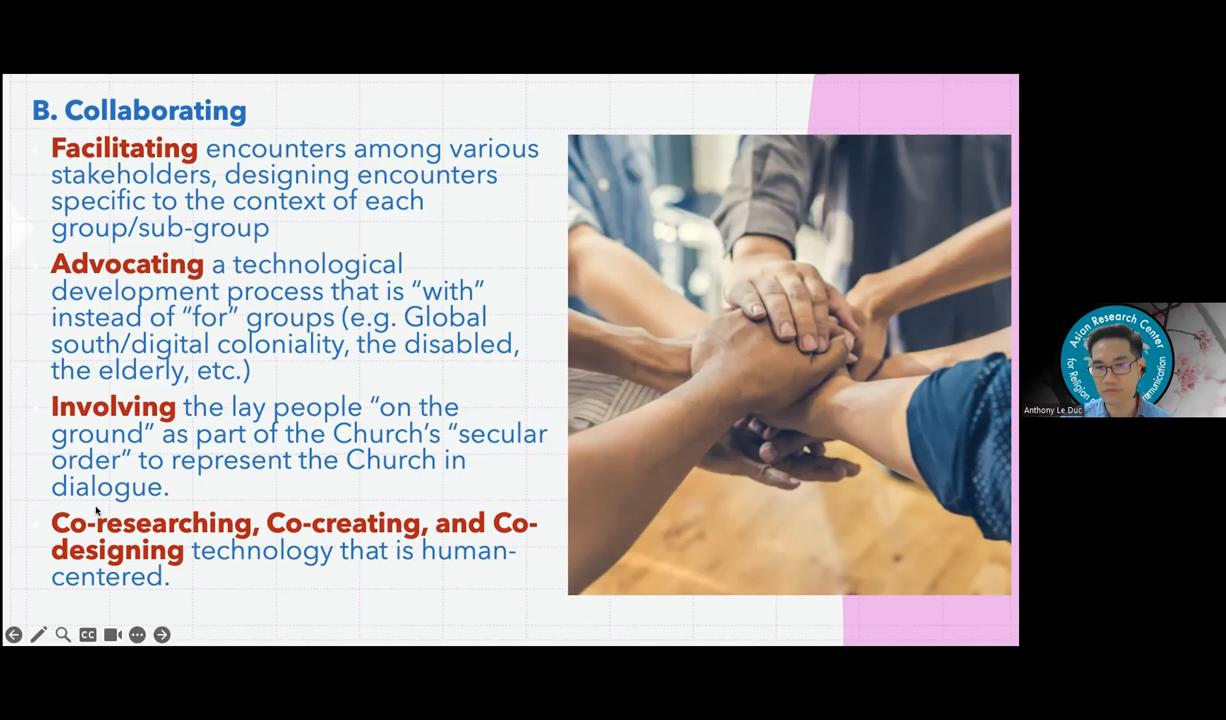 B. Collaborating
Facilitating encounters among various
stakeholders, designing encounters
specific to the context of each
group/sub-group
Advocating a technological
development process that is “with”
instead of “for” groups (e.g. Global
south/digital coloniality, the disabled,
the elderly, etc.)
Involving the lay people “on the
ground” as part of the Church’s “secular
order” to represent the Church in
dialogue.
Co-researching, Co-creating, and Co-
designing technology that is human-
centered.
CC
Asian Research Center
for Religion
Anthony Le Duc